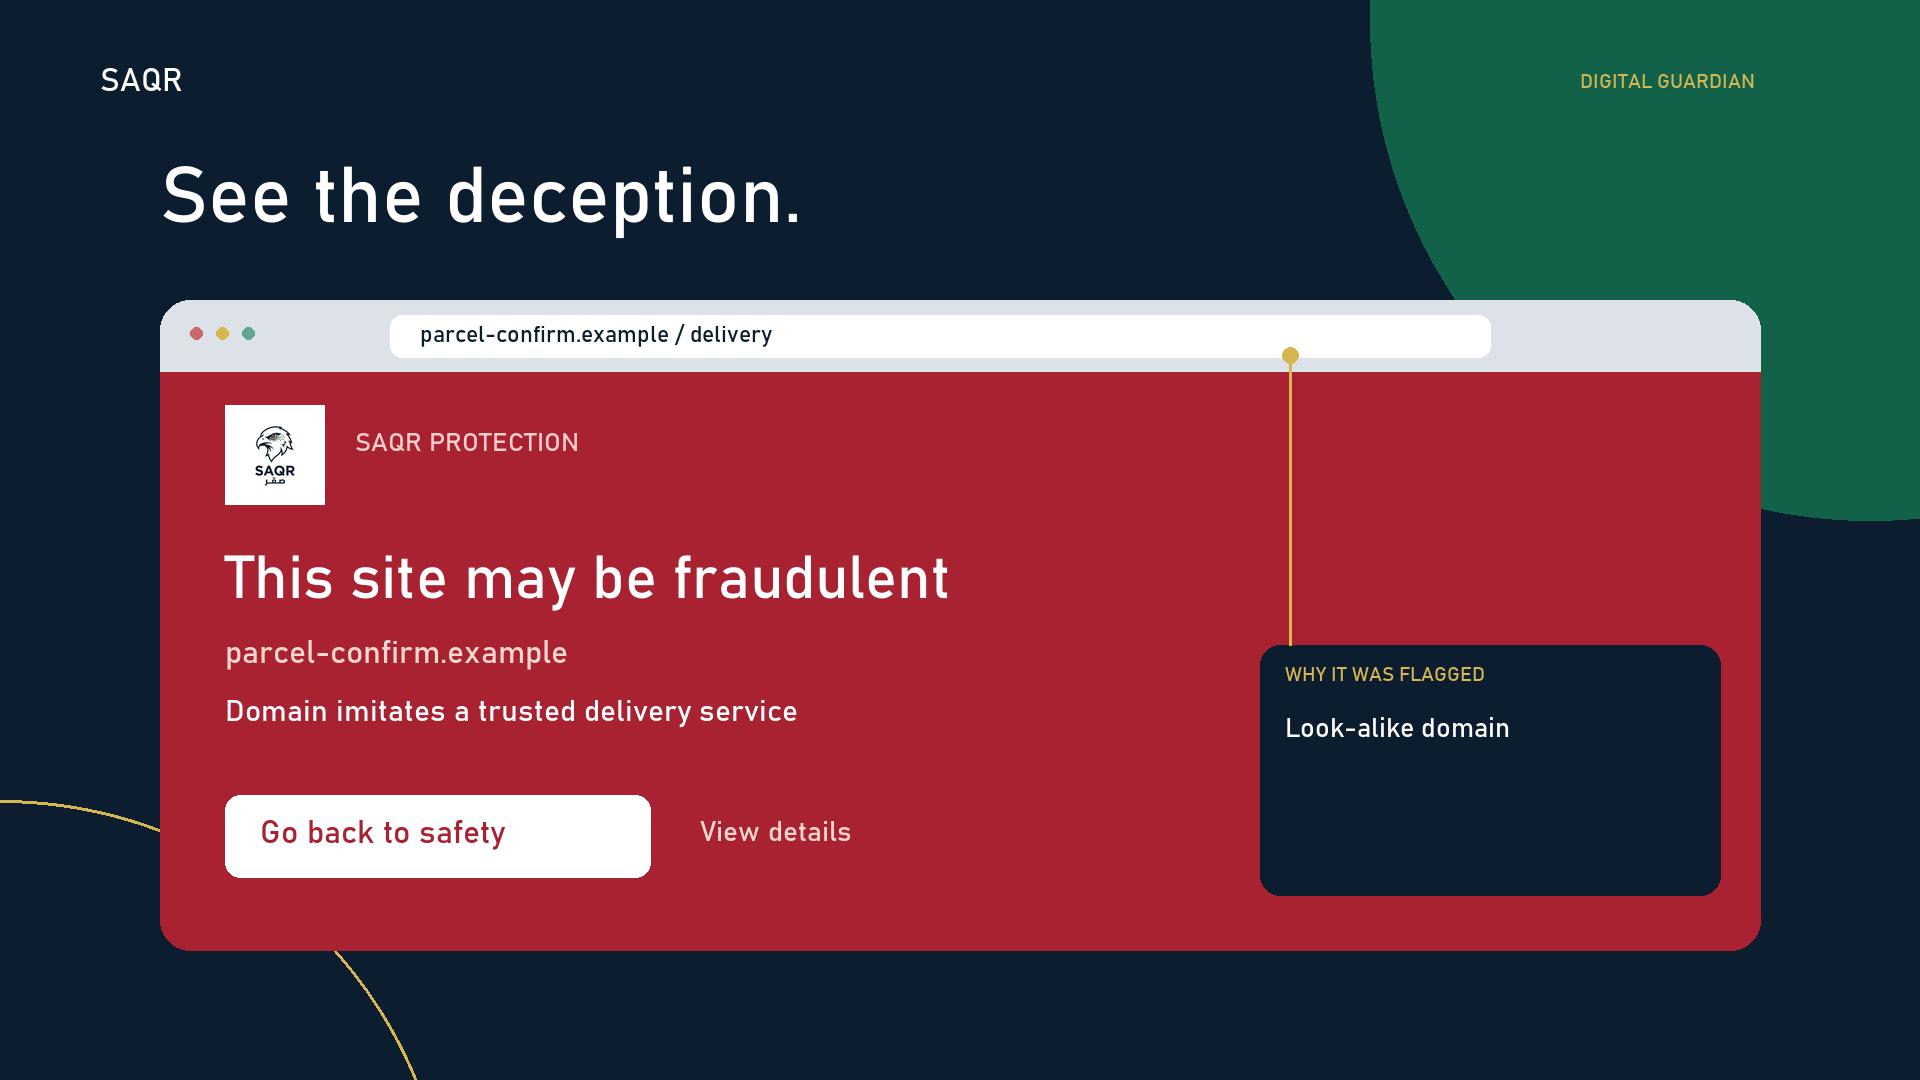 SAQR
DIGITAL GUARDIAN
See the deception.
parcel-confirm.example / delivery
SAQR
صقر
SAQR PROTECTION
This site may be fraudulent
parcel-confirm.example
Domain imitates a trusted delivery service
Go back to safety
View details
WHY IT WAS FLAGGED
Look-alike domain